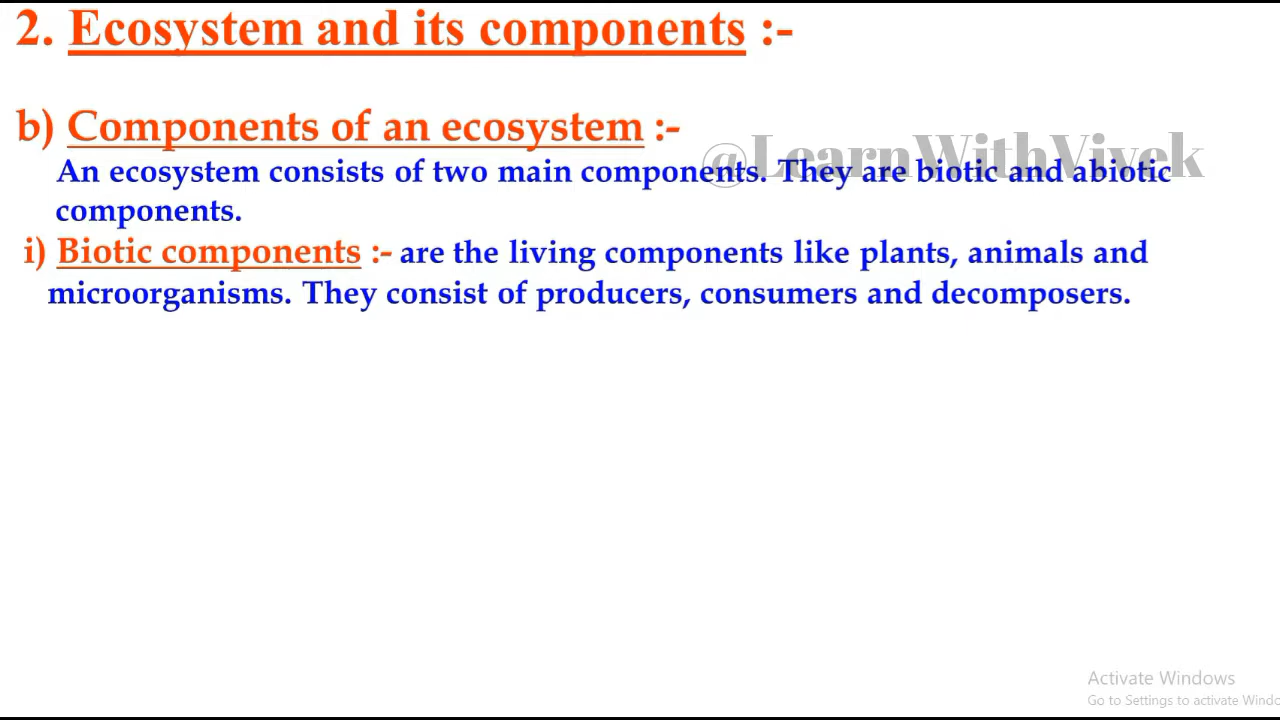 2. Ecosystem and its components :-
b) Components of an ecosystem :-
@LearnWithVivek
An ecosystem consists of two main components. They are biotic and abiotic
components.
i) Biotic components :- are the living components like plants, animals and
microorganisms. They consist of producers, consumers and decomposers.
Activate Windows
Go to Settings to activate Windo